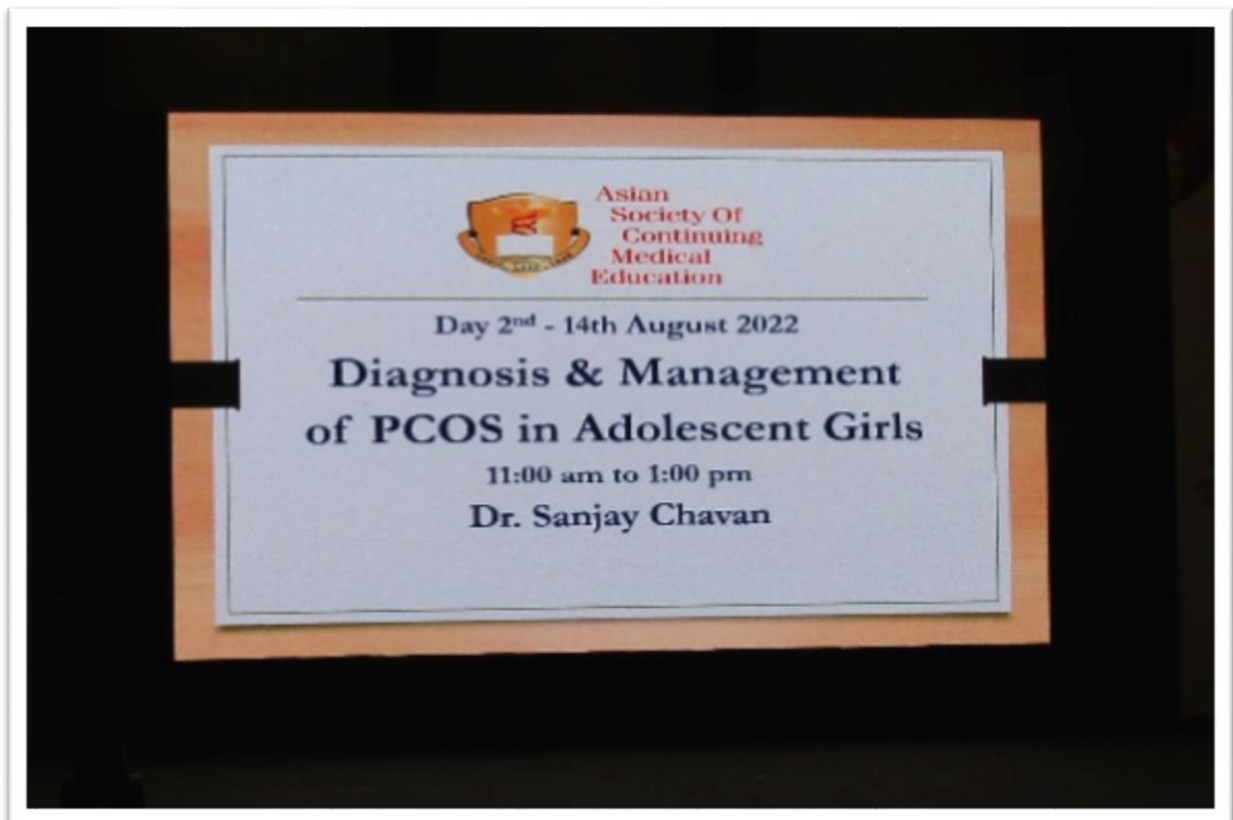 Asian
Society Of
Continuing
Medical
Education
Day 2nd - 14th August 2022
Diagnosis & Management
of PCOS in Adolescent Girls
11:00 am to 1:00 pm
Dr. Sanjay Chavan